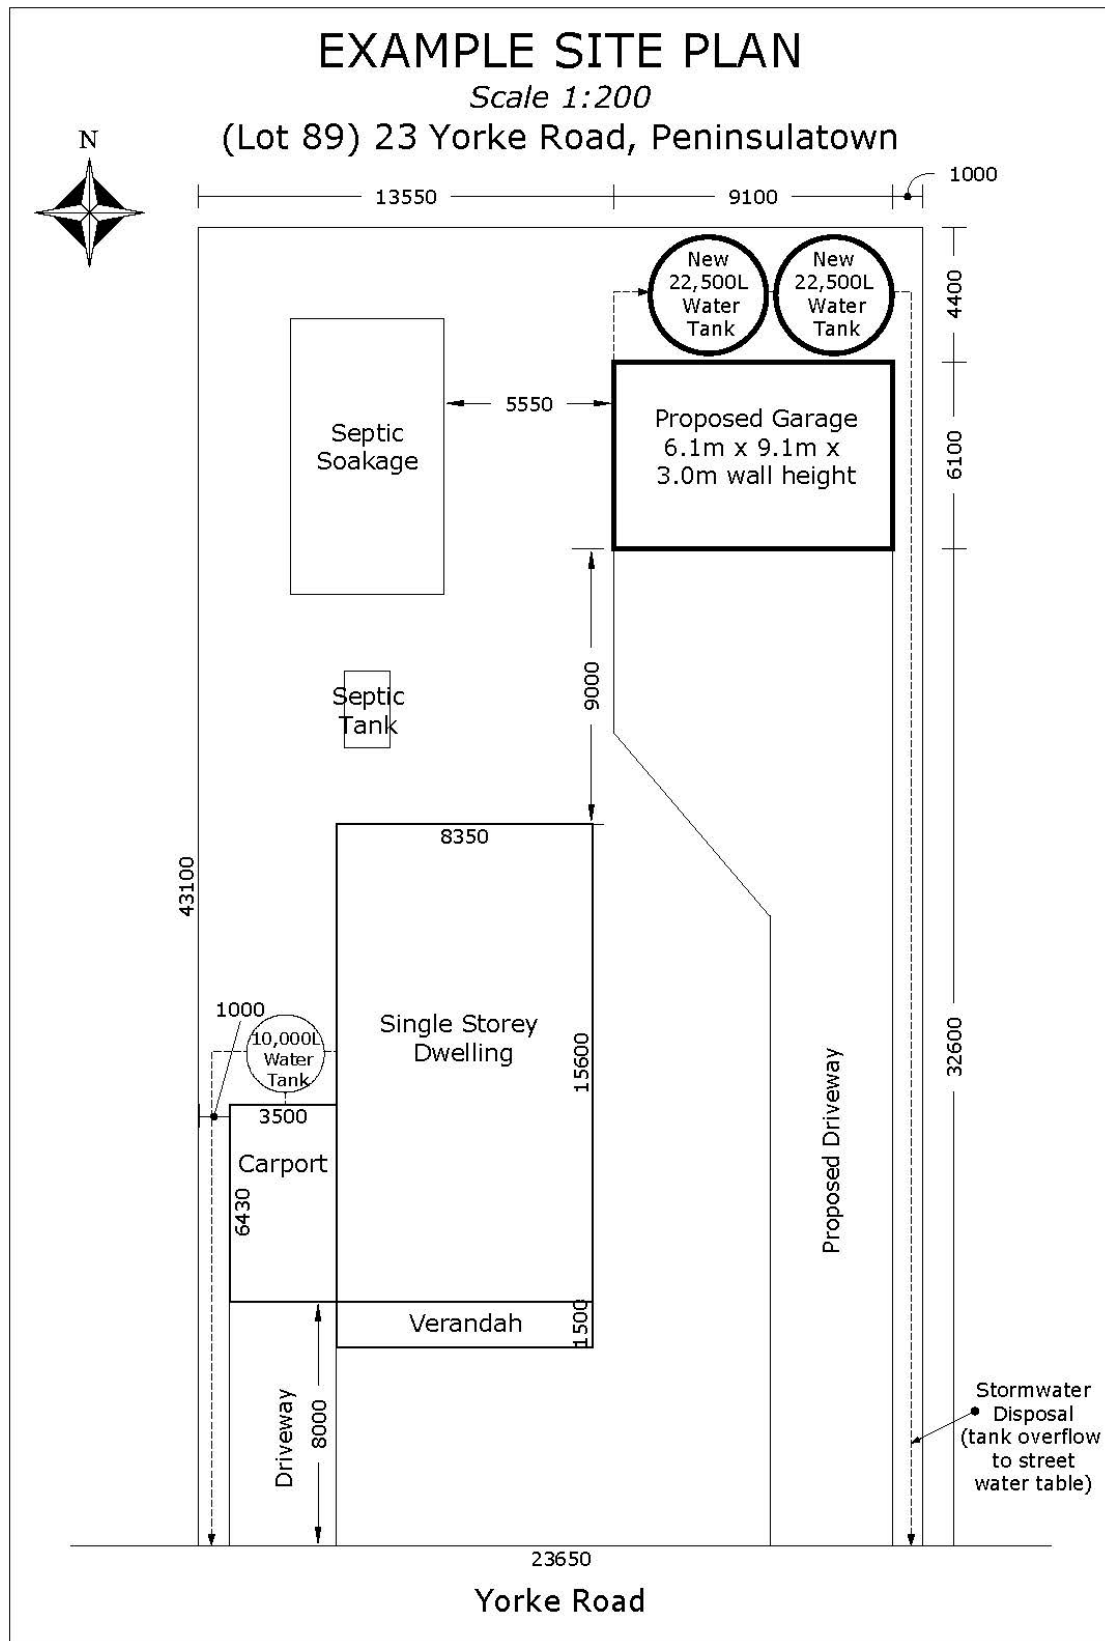 EXAMPLE SITE PLAN
Scale 1:200
(Lot 89) 23 Yorke Road, Peninsulatown
N
13550
9100
1000
New
22,500L
Water
Tank
New
22,500L
Water
Tank
4400
5550
Septic
Soakage
Proposed Garage
6.1m x 9.1m x
3.0m wall height
6100
9000
Septic
Tank
8350
43100
1000
10,000L
Water
Tank
Single Storey
Dwelling
15600
32600
3500
Carport
6430
Proposed Driveway
Verandah
1500
Driveway
8000
Stormwater
Disposal
(tank overflow
to street
water table)
23650
Yorke Road